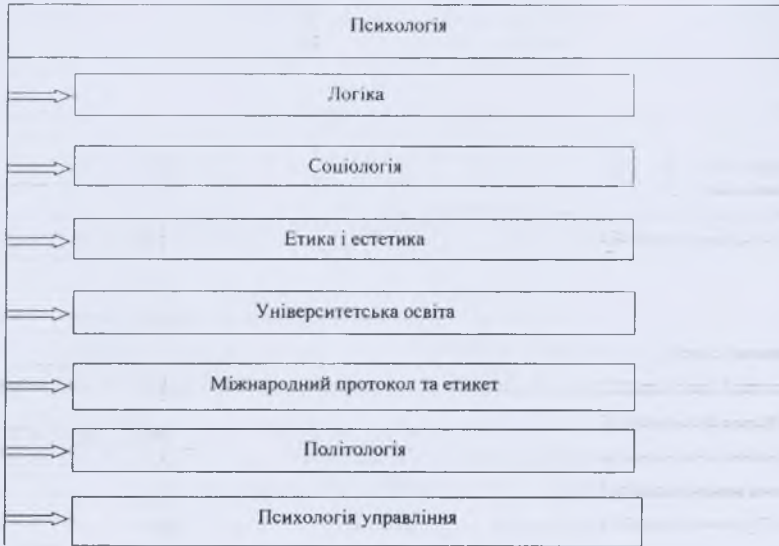 Психологія
Логіка
Соціологія
Етика і естетика
Університетська освіта
Міжнародний протокол та етикет
Політологія
Психологія управління